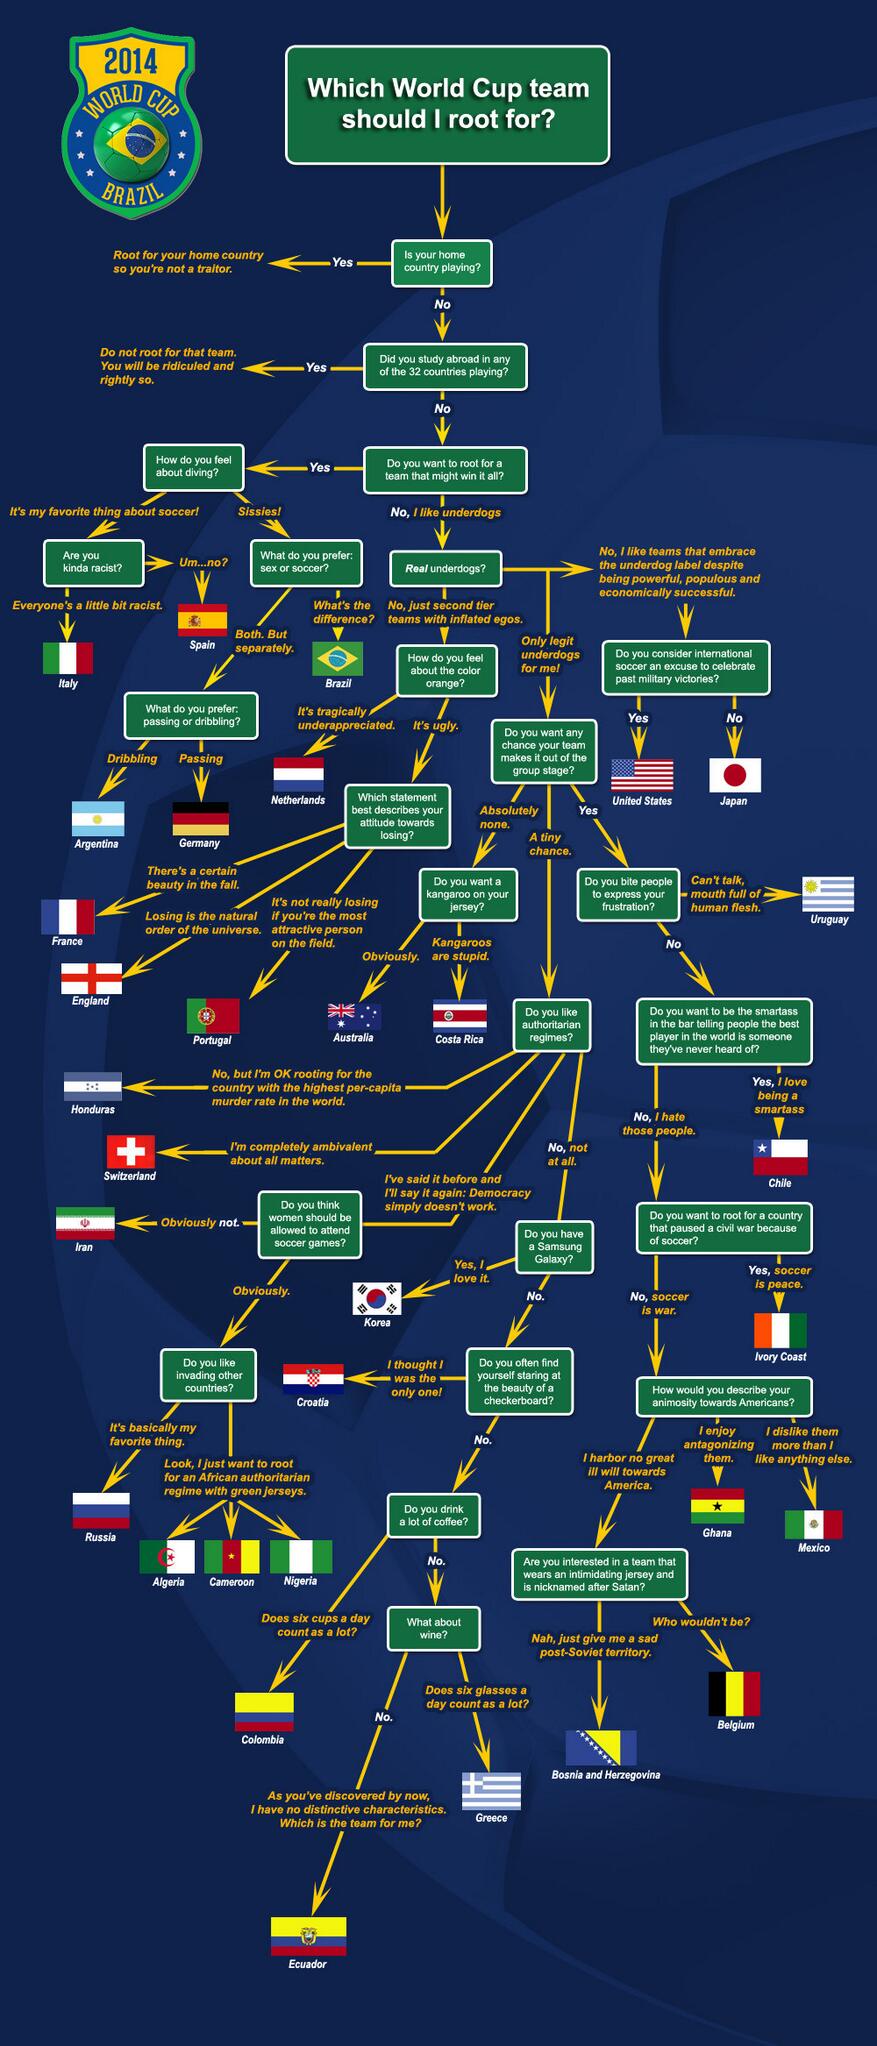 2014
WORLD CUP
BRAZIL
Which World Cup team
should I root for?
Is your home
country playing?
Yes
Root for your home country
so you're not a traitor.
No
Did you study abroad in any
of the 32 countries playing?
Yes
Do not root for that team.
You will be ridiculed and
rightly so.
No
Do you want to root for a
team that might win it all?
Yes
How do you feel
about diving?
It's my favorite thing about soccer!
Sissies!
No, I like underdogs
Are you
kinda racist?
Um...no?
Spain
Everyone's a little bit racist.
Italy
What do you prefer:
sex or soccer?
What's the
difference?
Brazil
Both. But
separately.
What do you prefer:
passing or dribbling?
Dribbling
Passing
Argentina
Germany
Real underdogs?
No, I like teams that embrace
the underdog label despite
being powerful, populous and
economically successful.
No, just second tier
teams with inflated egos.
Only legit
underdogs
for me!
How do you feel
about the color
orange?
It's tragically
underappreciated.
It's ugly.
Netherlands
Do you consider international
soccer an excuse to celebrate
past military victories?
Yes
No
United States
Japan
Do you want any
chance your team
makes it out of the
group stage?
Absolutely
none.
A tiny
chance.
Yes
Which statement
best describes your
attitude towards
losing?
There's a certain
beauty in the fall.
France
Losing is the natural
order of the universe.
England
It's not really losing
if you're the most
attractive person
on the field.
Portugal
Do you want a
kangaroo on your
jersey?
Obviously.
Kangaroos
are stupid.
Australia
Costa Rica
Do you bite people
to express your
frustration?
Can't talk,
mouth full of
human flesh.
Uruguay
No
Do you like
authoritarian
regimes?
Do you want to be the smartass
in the bar telling people the best
player in the world is someone
they've never heard of?
No, but I'm OK rooting for the
country with the highest per-capita
murder rate in the world.
Honduras
I'm completely ambivalent
about all matters.
Switzerland
I've said it before and
I'll say it again: Democracy
simply doesn't work.
No, not
at all.
No, I hate
those people.
Yes, I love
being a
smartass
Chile
Do you think
women should be
allowed to attend
soccer games?
Obviously not.
Iran
Obviously.
Do you have
a Samsung
Galaxy?
Yes, I
love it.
Korea
No.
Do you want to root for a country
that paused a civil war because
of soccer?
No, soccer
is war.
Yes, soccer
is peace.
Ivory Coast
Do you like
invading other
countries?
It's basically my
favorite thing.
Russia
Look, I just want to root
for an African authoritarian
regime with green jerseys.
Algeria
Cameroon
Nigeria
Do you often find
yourself staring at
the beauty of a
checkerboard?
I thought I
was the
only one!
Croatia
No.
How would you describe your
animosity towards Americans?
I harbor no great
ill will towards
America.
I enjoy
antagonizing
them.
I dislike them
more than I
like anything else.
Ghana
Mexico
Do you drink
a lot of coffee?
No.
Does six cups a day
count as a lot?
Colombia
Are you interested in a team that
wears an intimidating jersey and
is nicknamed after Satan?
Nah, just give me a sad
post-Soviet territory.
Who wouldn't be?
Belgium
Bosnia and Herzegovina
What about
wine?
No.
Does six glasses a
day count as a lot?
Greece
As you've discovered by now,
I have no distinctive characteristics.
Which is the team for me?
Ecuador